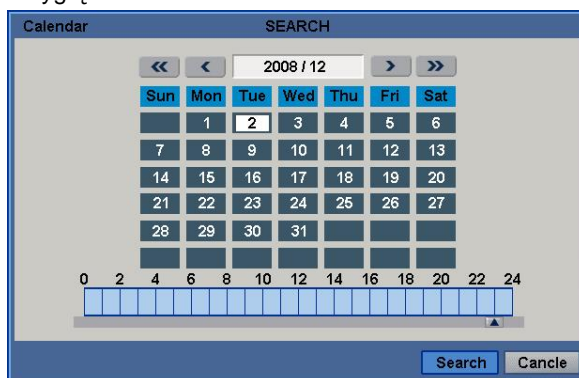 Calendar SEARCH
« ‹ 2008 / 12 › »
Sun Mon Tue Wed Thu Fri Sat
1 2 3 4 5 6
7 8 9 10 11 12 13
14 15 16 17 18 19 20
21 22 23 24 25 26 27
28 29 30 31
0 2 4 6 8 10 12 14 16 18 20 22 24
Search Cancle